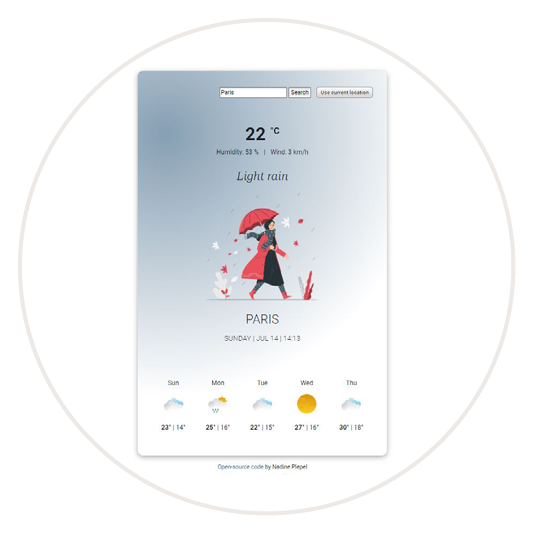 Paris Search Use current location
22 °C
Humidity: 53 % | Wind: 3 km/h
Light rain
PARIS
SUNDAY | JUL 14 | 14:13
Sun Mon Tue Wed Thu
23° | 14° 25° | 16° 22° | 15° 27° | 16° 30° | 18°
Open-source code by Nadine Plepel